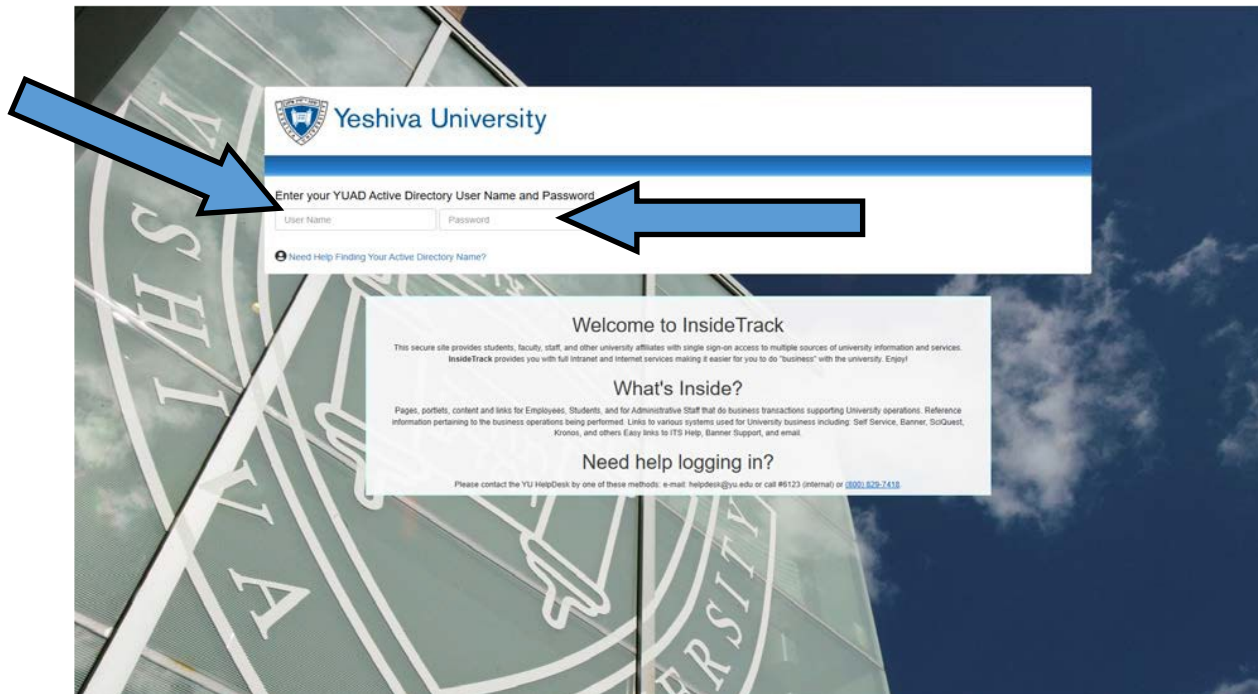 Yeshiva University
Enter your YUAD Active Directory User Name and Password
User Name
Password
Need Help Finding Your Active Directory Name?
Welcome to InsideTrack
This secure site provides students, faculty, staff, and other university affiliates with single sign-on access to multiple sources of university information and services.
InsideTrack provides you with full Intranet and Internet services making it easier for you to do "business" with the university. Enjoy!
What's Inside?
Pages, portlets, content and links for Employees, Students, and for Administrative Staff that do business transactions supporting University operations. Reference
information pertaining to the business operations being performed. Links to various systems used for University business including: Self Service, Banner, SciQuest,
Kronos, and others Easy links to ITS Help, Banner Support, and email.
Need help logging in?
Please contact the YU HelpDesk by one of these methods: e-mail: helpdesk@yu.edu or call #6123 (internal) or (800) 829-7418.
YESHIVA